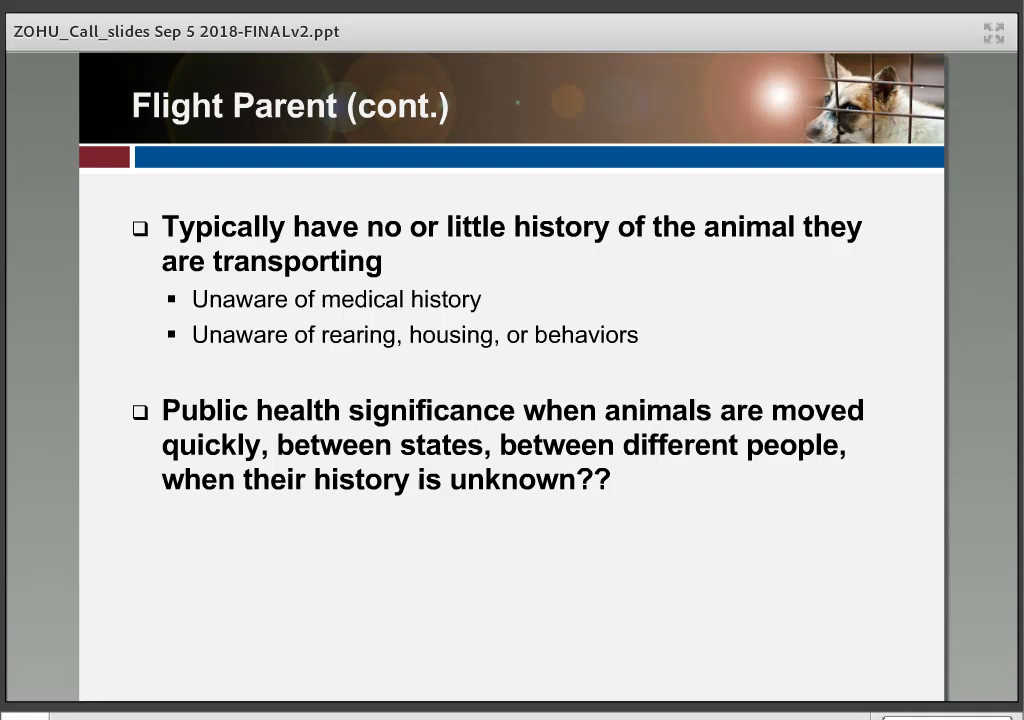 ZOHU_Call_slides Sep 5 2018-FINALv2.ppt
Flight Parent (cont.)
Typically have no or little history of the animal they
are transporting
Unaware of medical history
Unaware of rearing, housing, or behaviors
Public health significance when animals are moved
quickly, between states, between different people,
when their history is unknown??